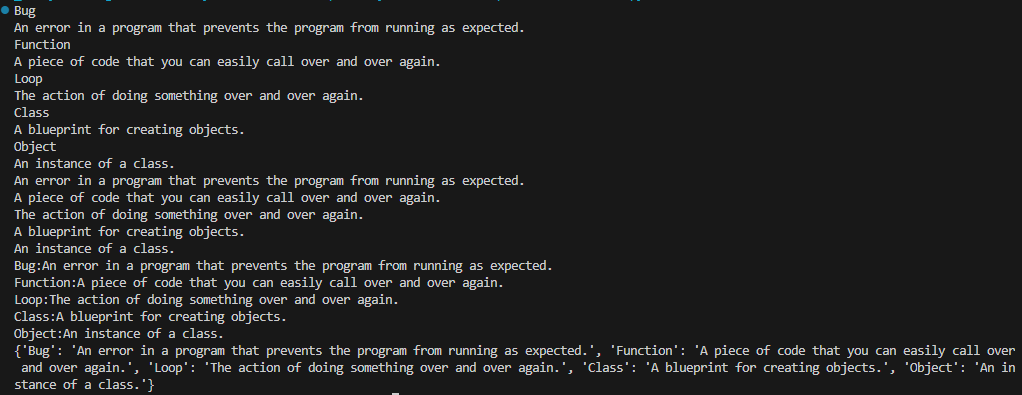 Bug
An error in a program that prevents the program from running as expected.
Function
A piece of code that you can easily call over and over again.
Loop
The action of doing something over and over again.
Class
A blueprint for creating objects.
Object
An instance of a class.
An error in a program that prevents the program from running as expected.
A piece of code that you can easily call over and over again.
The action of doing something over and over again.
A blueprint for creating objects.
An instance of a class.
Bug:An error in a program that prevents the program from running as expected.
Function:A piece of code that you can easily call over and over again.
Loop:The action of doing something over and over again.
Class:A blueprint for creating objects.
Object:An instance of a class.
{'Bug': 'An error in a program that prevents the program from running as expected.', 'Function': 'A piece of code that you can easily call over
 and over again.', 'Loop': 'The action of doing something over and over again.', 'Class': 'A blueprint for creating objects.', 'Object': 'An in
stance of a class.'}